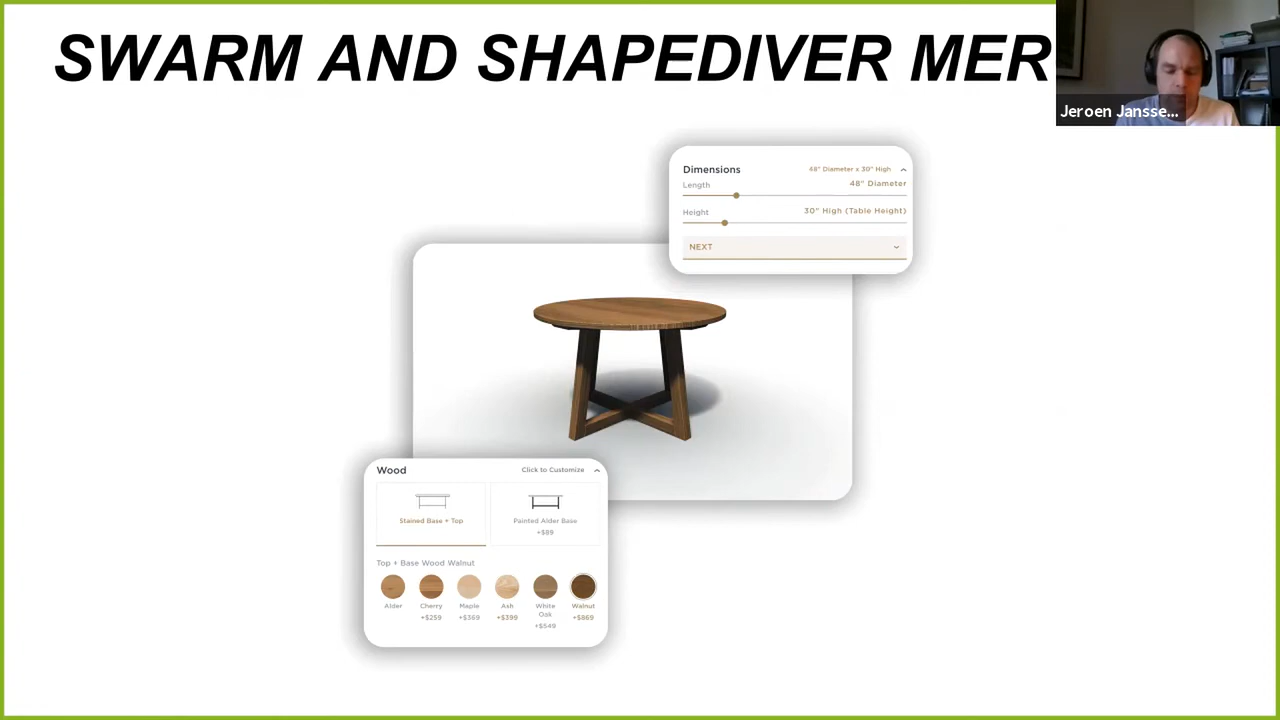 SWARM AND SHAPEDIVER MER
Jeroen Jansse...
Dimensions
48" Diameter x 30" High
Length
48" Diameter
Height
30" High (Table Height)
NEXT
Wood
Click to Customize
Stained Base + Top
Painted Alder Base
+$89
Top + Base Wood Walnut
Alder
Cherry
+$259
Maple
+$369
Ash
+$399
White
Oak
+$549
Walnut
+$869